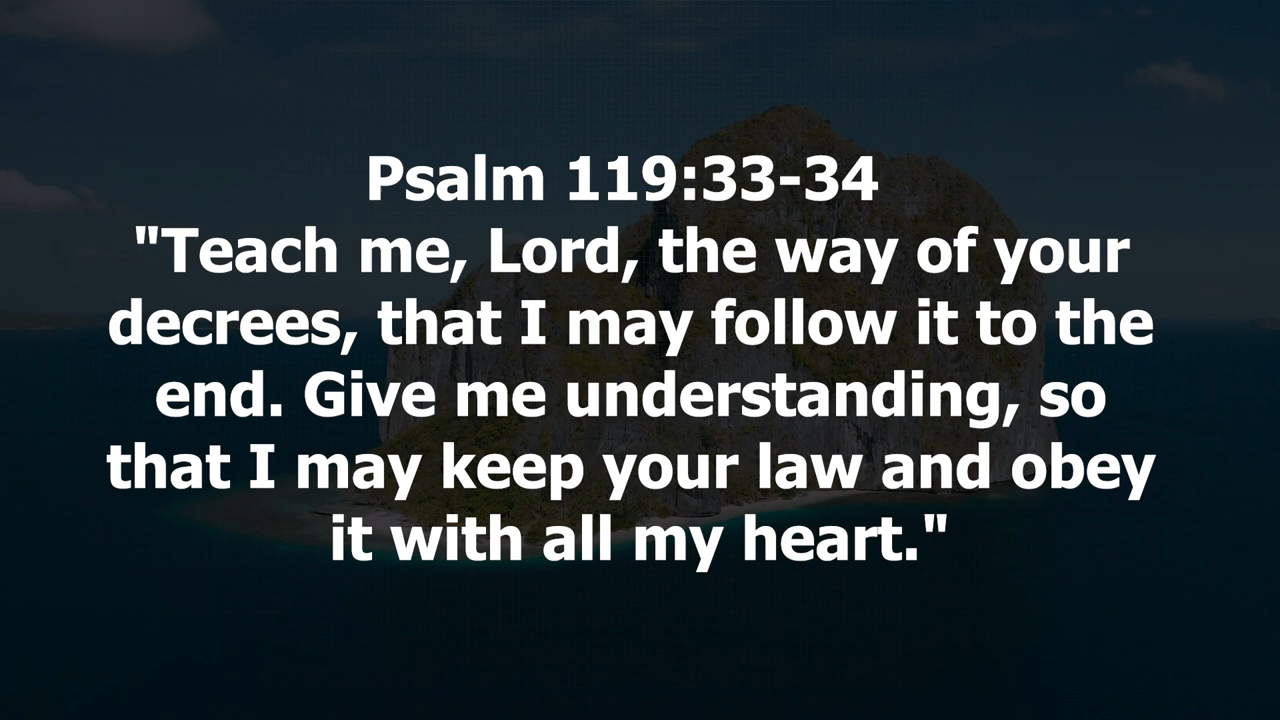 Psalm 119:33-34
"Teach me, Lord, the way of your
decrees, that I may follow it to the
end. Give me understanding, so
that I may keep your law and obey
it with all my heart."